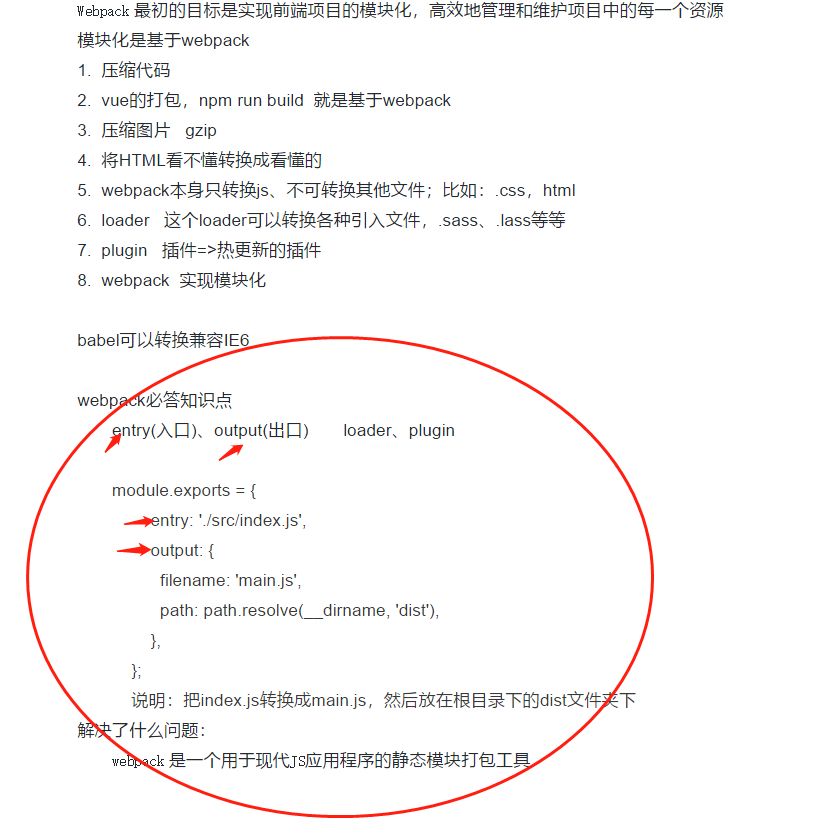 Webpack 最初的目标是实现前端项目的模块化，高效地管理和维护项目中的每一个资源
模块化是基于webpack
1. 压缩代码
2. vue的打包，npm run build 就是基于webpack
3. 压缩图片 gzip
4. 将HTML看不懂转换成看懂的
5. webpack本身只转换js、不可转换其他文件；比如：.css，html
6. loader 这个loader可以转换各种引入文件，.sass、.lass等等
7. plugin 插件=>热更新的插件
8. webpack 实现模块化
babel可以转换兼容IE6
webpack必答知识点
entry(入口)、output(出口) loader、plugin
module.exports = {
entry: './src/index.js',
output: {
filename: 'main.js',
path: path.resolve(__dirname, 'dist'),
},
};
说明：把index.js转换成main.js，然后放在根目录下的dist文件夹下
解决了什么问题：
webpack 是一个用于现代JS应用程序的静态模块打包工具